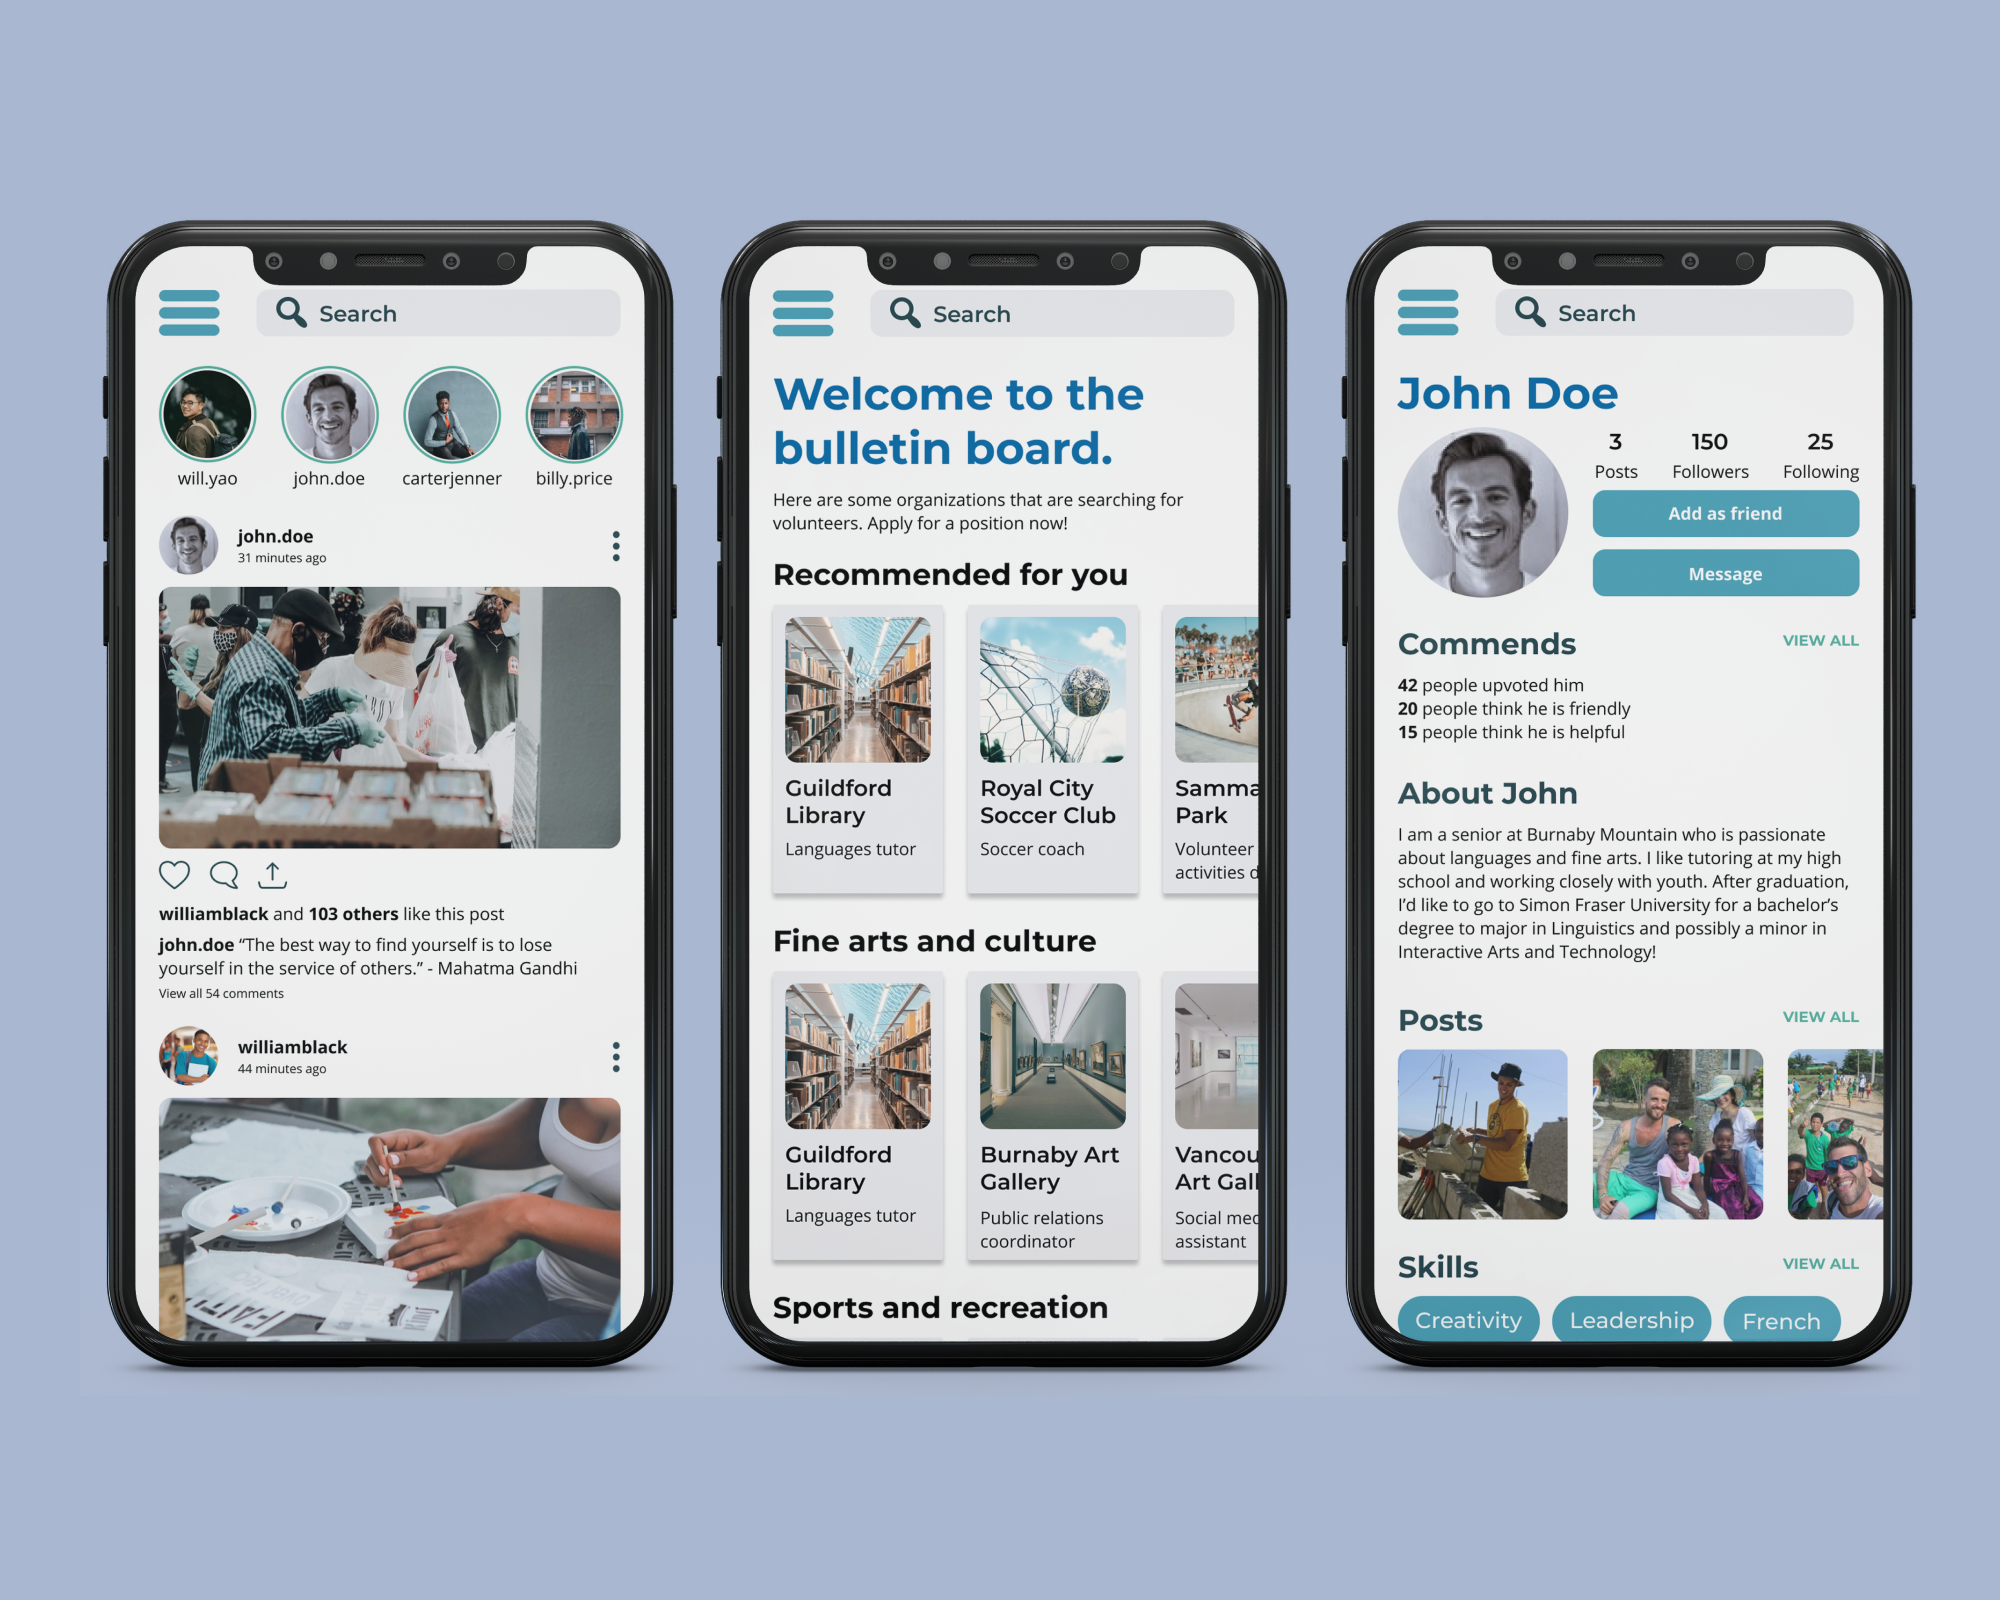 Search
will.yao
john.doe
carterjenner
billy.price
john.doe
31 minutes ago
williamblack and 103 others like this post
john.doe “The best way to find yourself is to lose
yourself in the service of others.” - Mahatma Gandhi
View all 54 comments
williamblack
44 minutes ago
Search
Welcome to the
bulletin board.
Here are some organizations that are searching for
volunteers. Apply for a position now!
Recommended for you
Guildford
Library
Languages tutor
Royal City
Soccer Club
Soccer coach
Samma
Park
Volunteer
activities d
Fine arts and culture
Guildford
Library
Languages tutor
Burnaby Art
Gallery
Public relations
coordinator
Vancou
Art Gall
Social med
assistant
Sports and recreation
Search
John Doe
3
Posts
150
Followers
25
Following
Add as friend
Message
Commends
VIEW ALL
42 people upvoted him
20 people think he is friendly
15 people think he is helpful
About John
I am a senior at Burnaby Mountain who is passionate
about languages and fine arts. I like tutoring at my high
school and working closely with youth. After graduation,
I’d like to go to Simon Fraser University for a bachelor’s
degree to major in Linguistics and possibly a minor in
Interactive Arts and Technology!
Posts
VIEW ALL
Skills
VIEW ALL
Creativity
Leadership
French